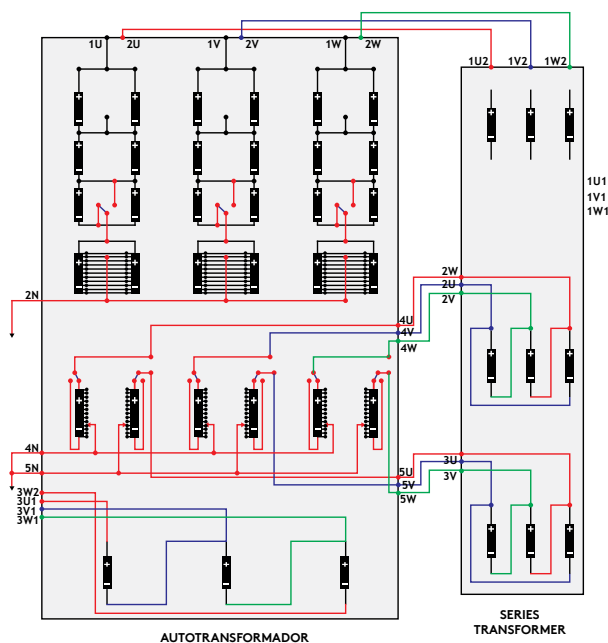 1U 2U 1V 2V 1W 2W
1U2 1V2 1W2
1U1
1V1
1W1
2N
2W
2U
2V
4U
4V
4W
4N
5N
5U
5V
5W
3U
3V
3W2
3U1
3V1
3W1
AUTOTRANSFORMADOR
SERIES
TRANSFORMER